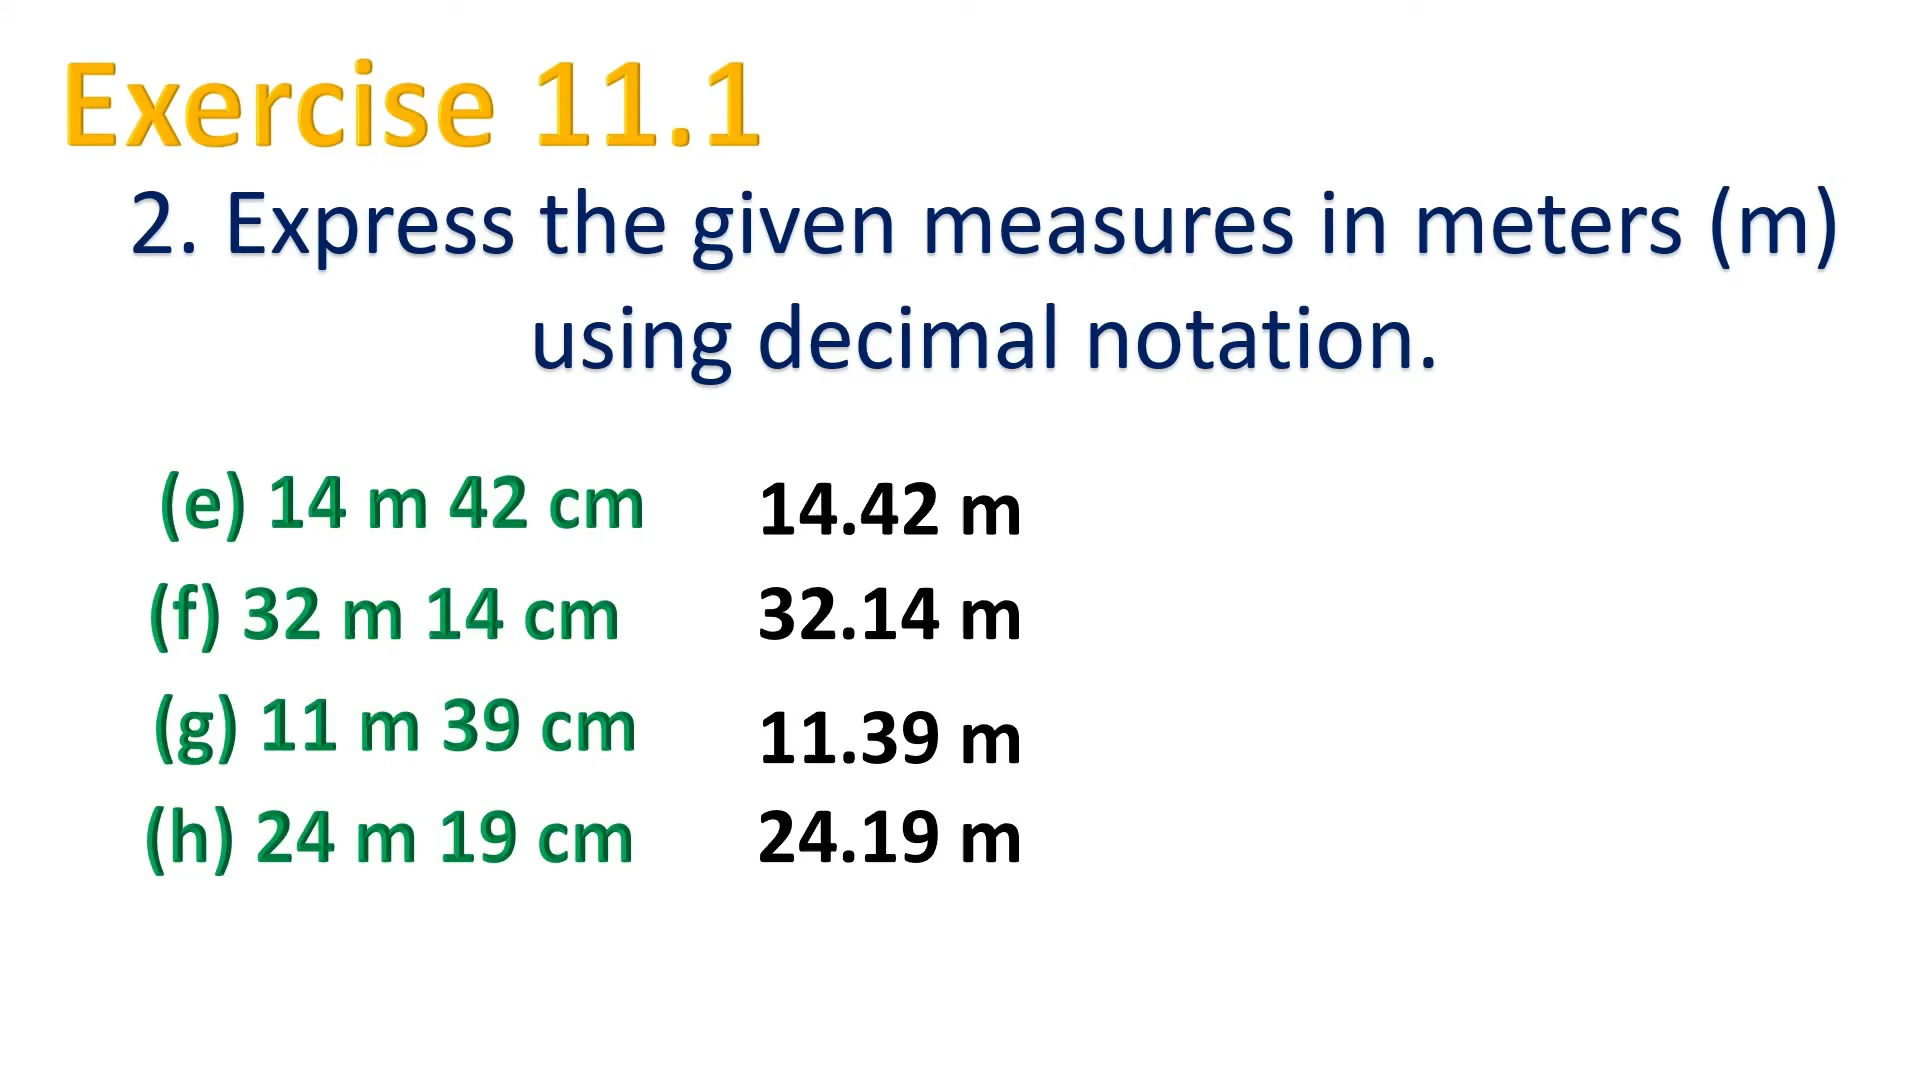 Exercise 11.1
2. Express the given measures in meters (m)
using decimal notation.
(e) 14 m 42 cm 14.42 m
(f) 32 m 14 cm 32.14 m
(g) 11 m 39 cm 11.39 m
(h) 24 m 19 cm 24.19 m